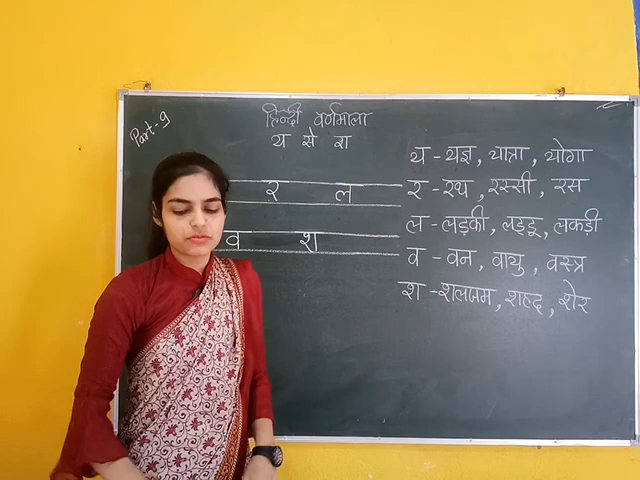 Part-9
हिन्दी वर्णमाला
य से श
र ल
व श
य - यज्ञ, यात्रा, योगा
र - रथ, रस्सी, रस
ल - लड़की, लड्डू, लकड़ी
व - वन, वायु, वस्त्र
श - शलजम, शहद, शेर